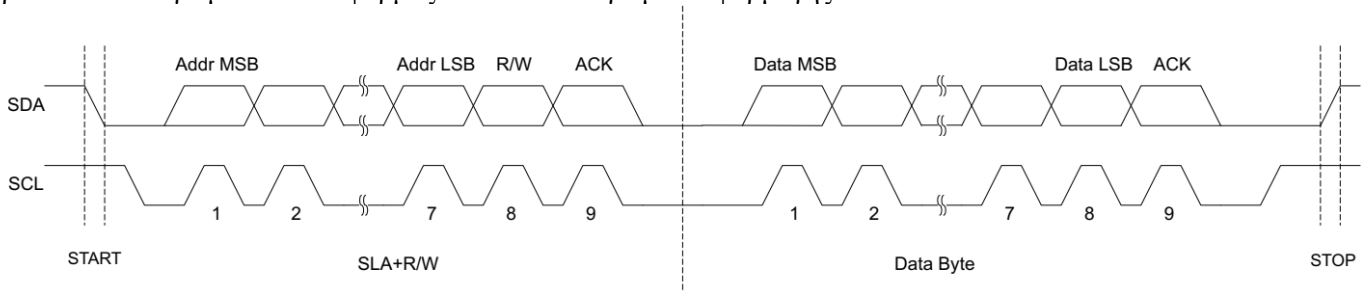 Addr MSB Addr LSB R/W ACK Data MSB Data LSB ACK
SDA
SCL
1 2 7 8 9 1 2 7 8 9
START SLA+R/W Data Byte STOP